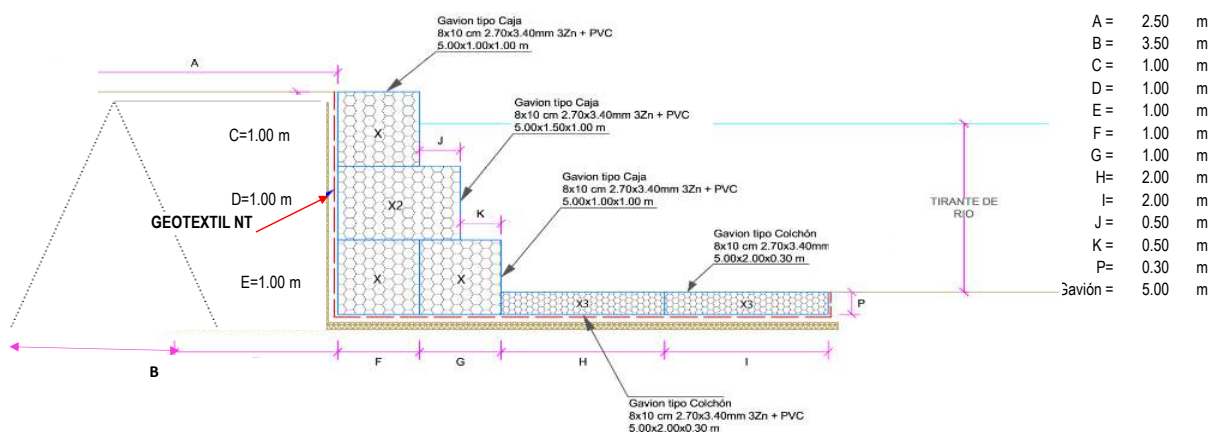 Gavion tipo Caja
8x10 cm 2.70x3.40mm 3Zn + PVC
5.00x1.00x1.00 m
A
Gavion tipo Caja
8x10 cm 2.70x3.40mm 3Zn + PVC
5.00x1.50x1.00 m
C=1.00 m
X
J
Gavion tipo Caja
8x10 cm 2.70x3.40mm 3Zn + PVC
5.00x1.00x1.00 m
D=1.00 m
X2
GEOTEXTIL NT
K
TIRANTE DE
RIO
Gavion tipo Colchón
8x10 cm 2.70x3.40mm
5.00x2.00x0.30 m
E=1.00 m
X
X
X3
X3
P
B
F
G
H
I
Gavion tipo Colchón
8x10 cm 2.70x3.40mm 3Zn + PVC
5.00x2.00x0.30 m
A = 2.50 m
B = 3.50 m
C = 1.00 m
D = 1.00 m
E = 1.00 m
F = 1.00 m
G = 1.00 m
H= 2.00 m
I= 2.00 m
J = 0.50 m
K = 0.50 m
P= 0.30 m
Gavión = 5.00 m